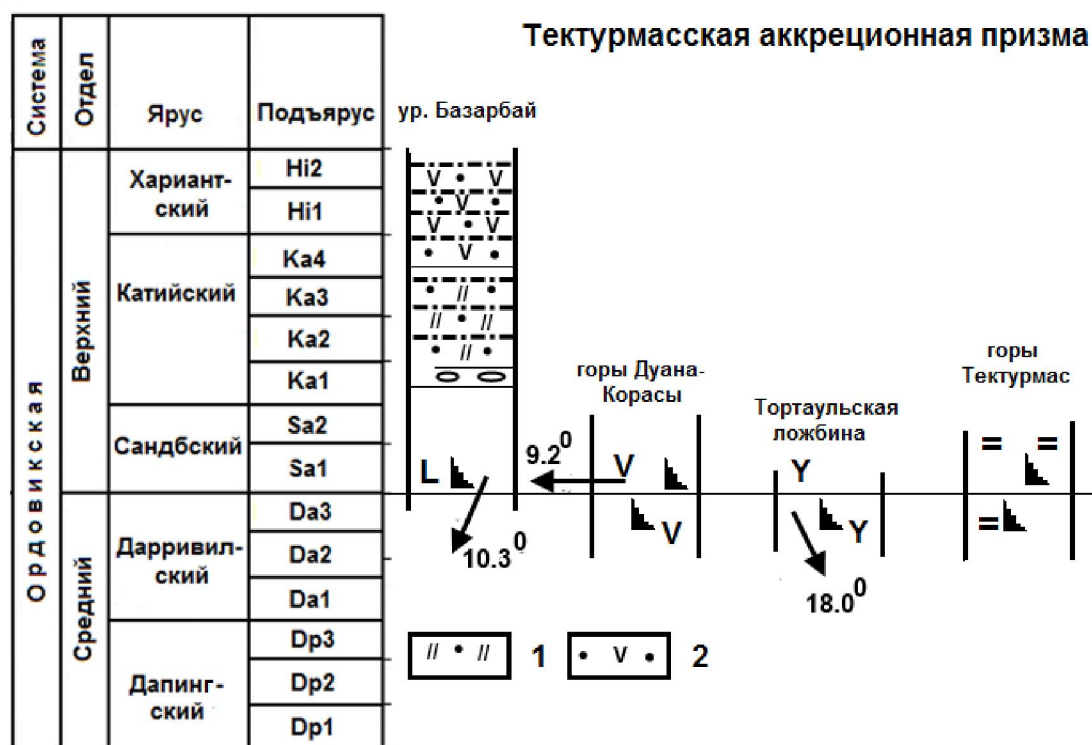 Тектурмасская аккреционная призма
Система
Отдел
Ярус
Подъярус
ур. Базарбай
Ордовикская
Верхний
Средний
Хариант-
ский
Hi2
Hi1
Катийский
Ka4
Ka3
Ka2
Ka1
Сандбский
Sa2
Sa1
Дарривил-
ский
Da3
Da2
Da1
Дапинг-
ский
Dp3
Dp2
Dp1
горы Дуана-
Корасы
Тортаульская
ложбина
горы
Тектурмас
L
9.2⁰
V
V
10.3⁰
Y
Y
18.0⁰
1
2